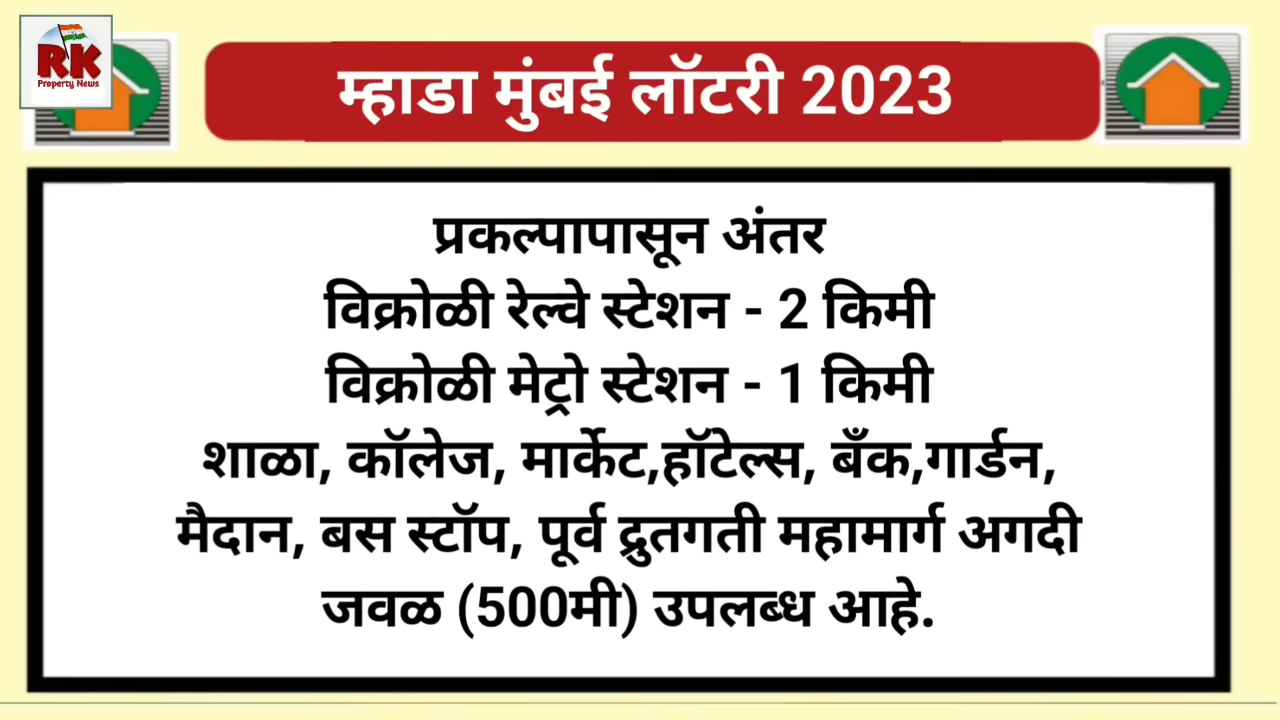 RK
Property News
म्हाडा मुंबई लॉटरी 2023
प्रकल्पापासून अंतर
विक्रोळी रेल्वे स्टेशन - 2 किमी
विक्रोळी मेट्रो स्टेशन - 1 किमी
शाळा, कॉलेज, मार्केट,हॉटेल्स, बँक,गार्डन,
मैदान, बस स्टॉप, पूर्व द्रुतगती महामार्ग अगदी
जवळ (500मी) उपलब्ध आहे.